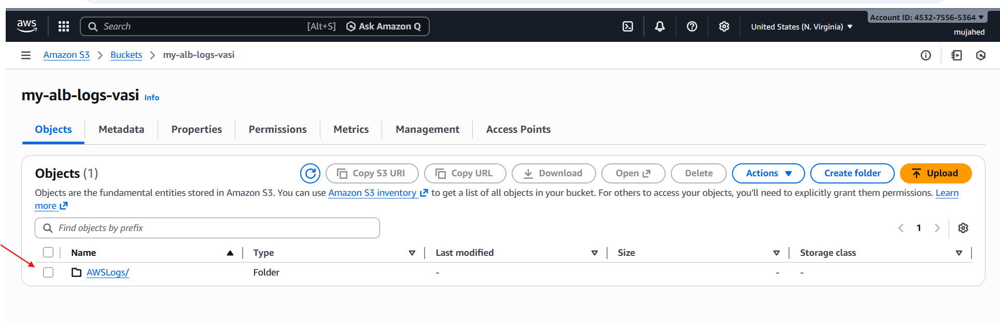 aws Search [Alt+S] Ask Amazon Q United States (N. Virginia) ▼ Account ID: 4532-7556-5364 ▼
mujahed
Amazon S3 > Buckets > my-alb-logs-vasi
my-alb-logs-vasi Info
Objects Metadata Properties Permissions Metrics Management Access Points
Objects (1) Copy S3 URI Copy URL Download Open Delete Actions ▼ Create folder Upload
Objects are the fundamental entities stored in Amazon S3. You can use Amazon S3 inventory to get a list of all objects in your bucket. For others to access your objects, you'll need to explicitly grant them permissions. Learn
more
Find objects by prefix < 1 >
Name Type Last modified Size Storage class
AWSLogs/ Folder - - -